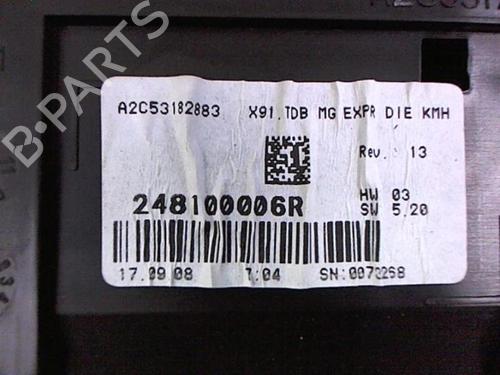 A2C53182883 X91.TDB MG EXPR DIE KMH
Rev. : 13
HW 03
248100006R
SW 5.20
17.09.08 7:04 SN:0078268
B-PARTS